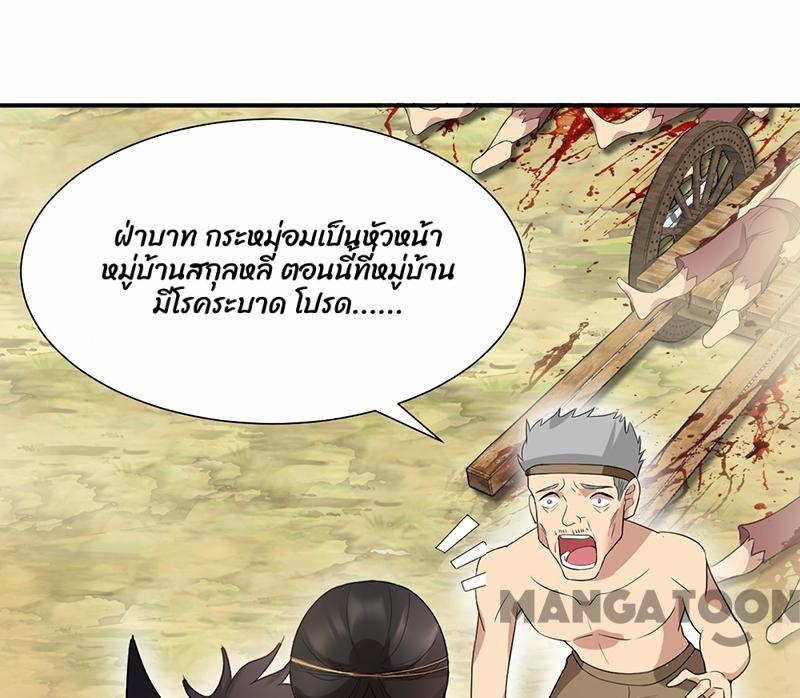 ฝ่าบาท กระหม่อมเป็นหัวหน้า
หมู่บ้านสกุลหลี่ ตอนนี้ที่หมู่บ้าน
มีโรคระบาด โปรด......
MANGATOON